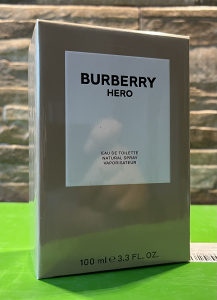 BURBERRY
HERO
EAU DE TOILETTE
NATURAL SPRAY
VAPORISATEUR
100 ml ℮ 3.3 FL. OZ.